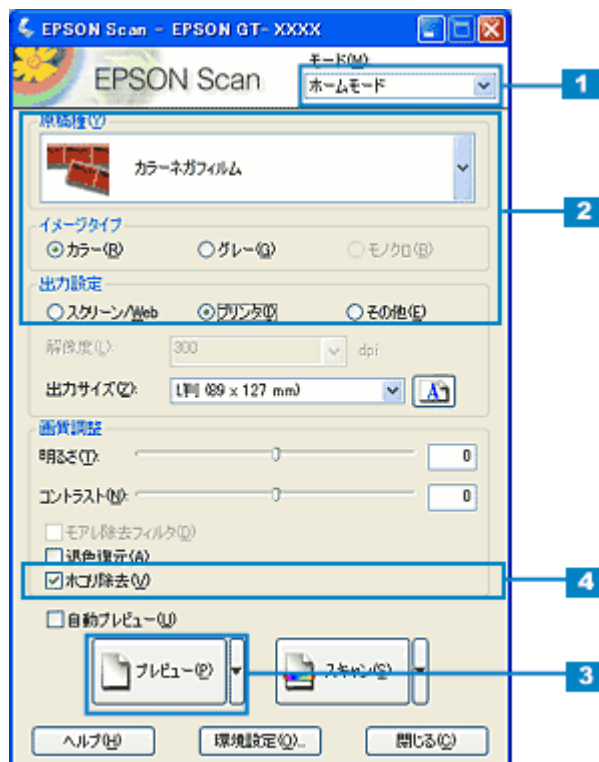 EPSON Scan - EPSON GT-XXXX
EPSON Scan
モード(M)
ホームモード
1
原稿種(Y)
カラーネガフィルム
2
イメージタイプ
カラー(R) グレー(G) モノクロ(B)
出力設定
スクリーン/Web プリンタ(I) その他(E)
解像度(L): 300 dpi
出力サイズ(Z): L判 (89 x 127 mm)
画質調整
明るさ(T): 0
コントラスト(N): 0
モアレ除去フィルタ(D)
退色復元(A)
ホコリ除去(V)
4
自動プレビュー(U)
プレビュー(P) スキャン(S)
3
ヘルプ(H) 環境設定(O)... 閉じる(C)